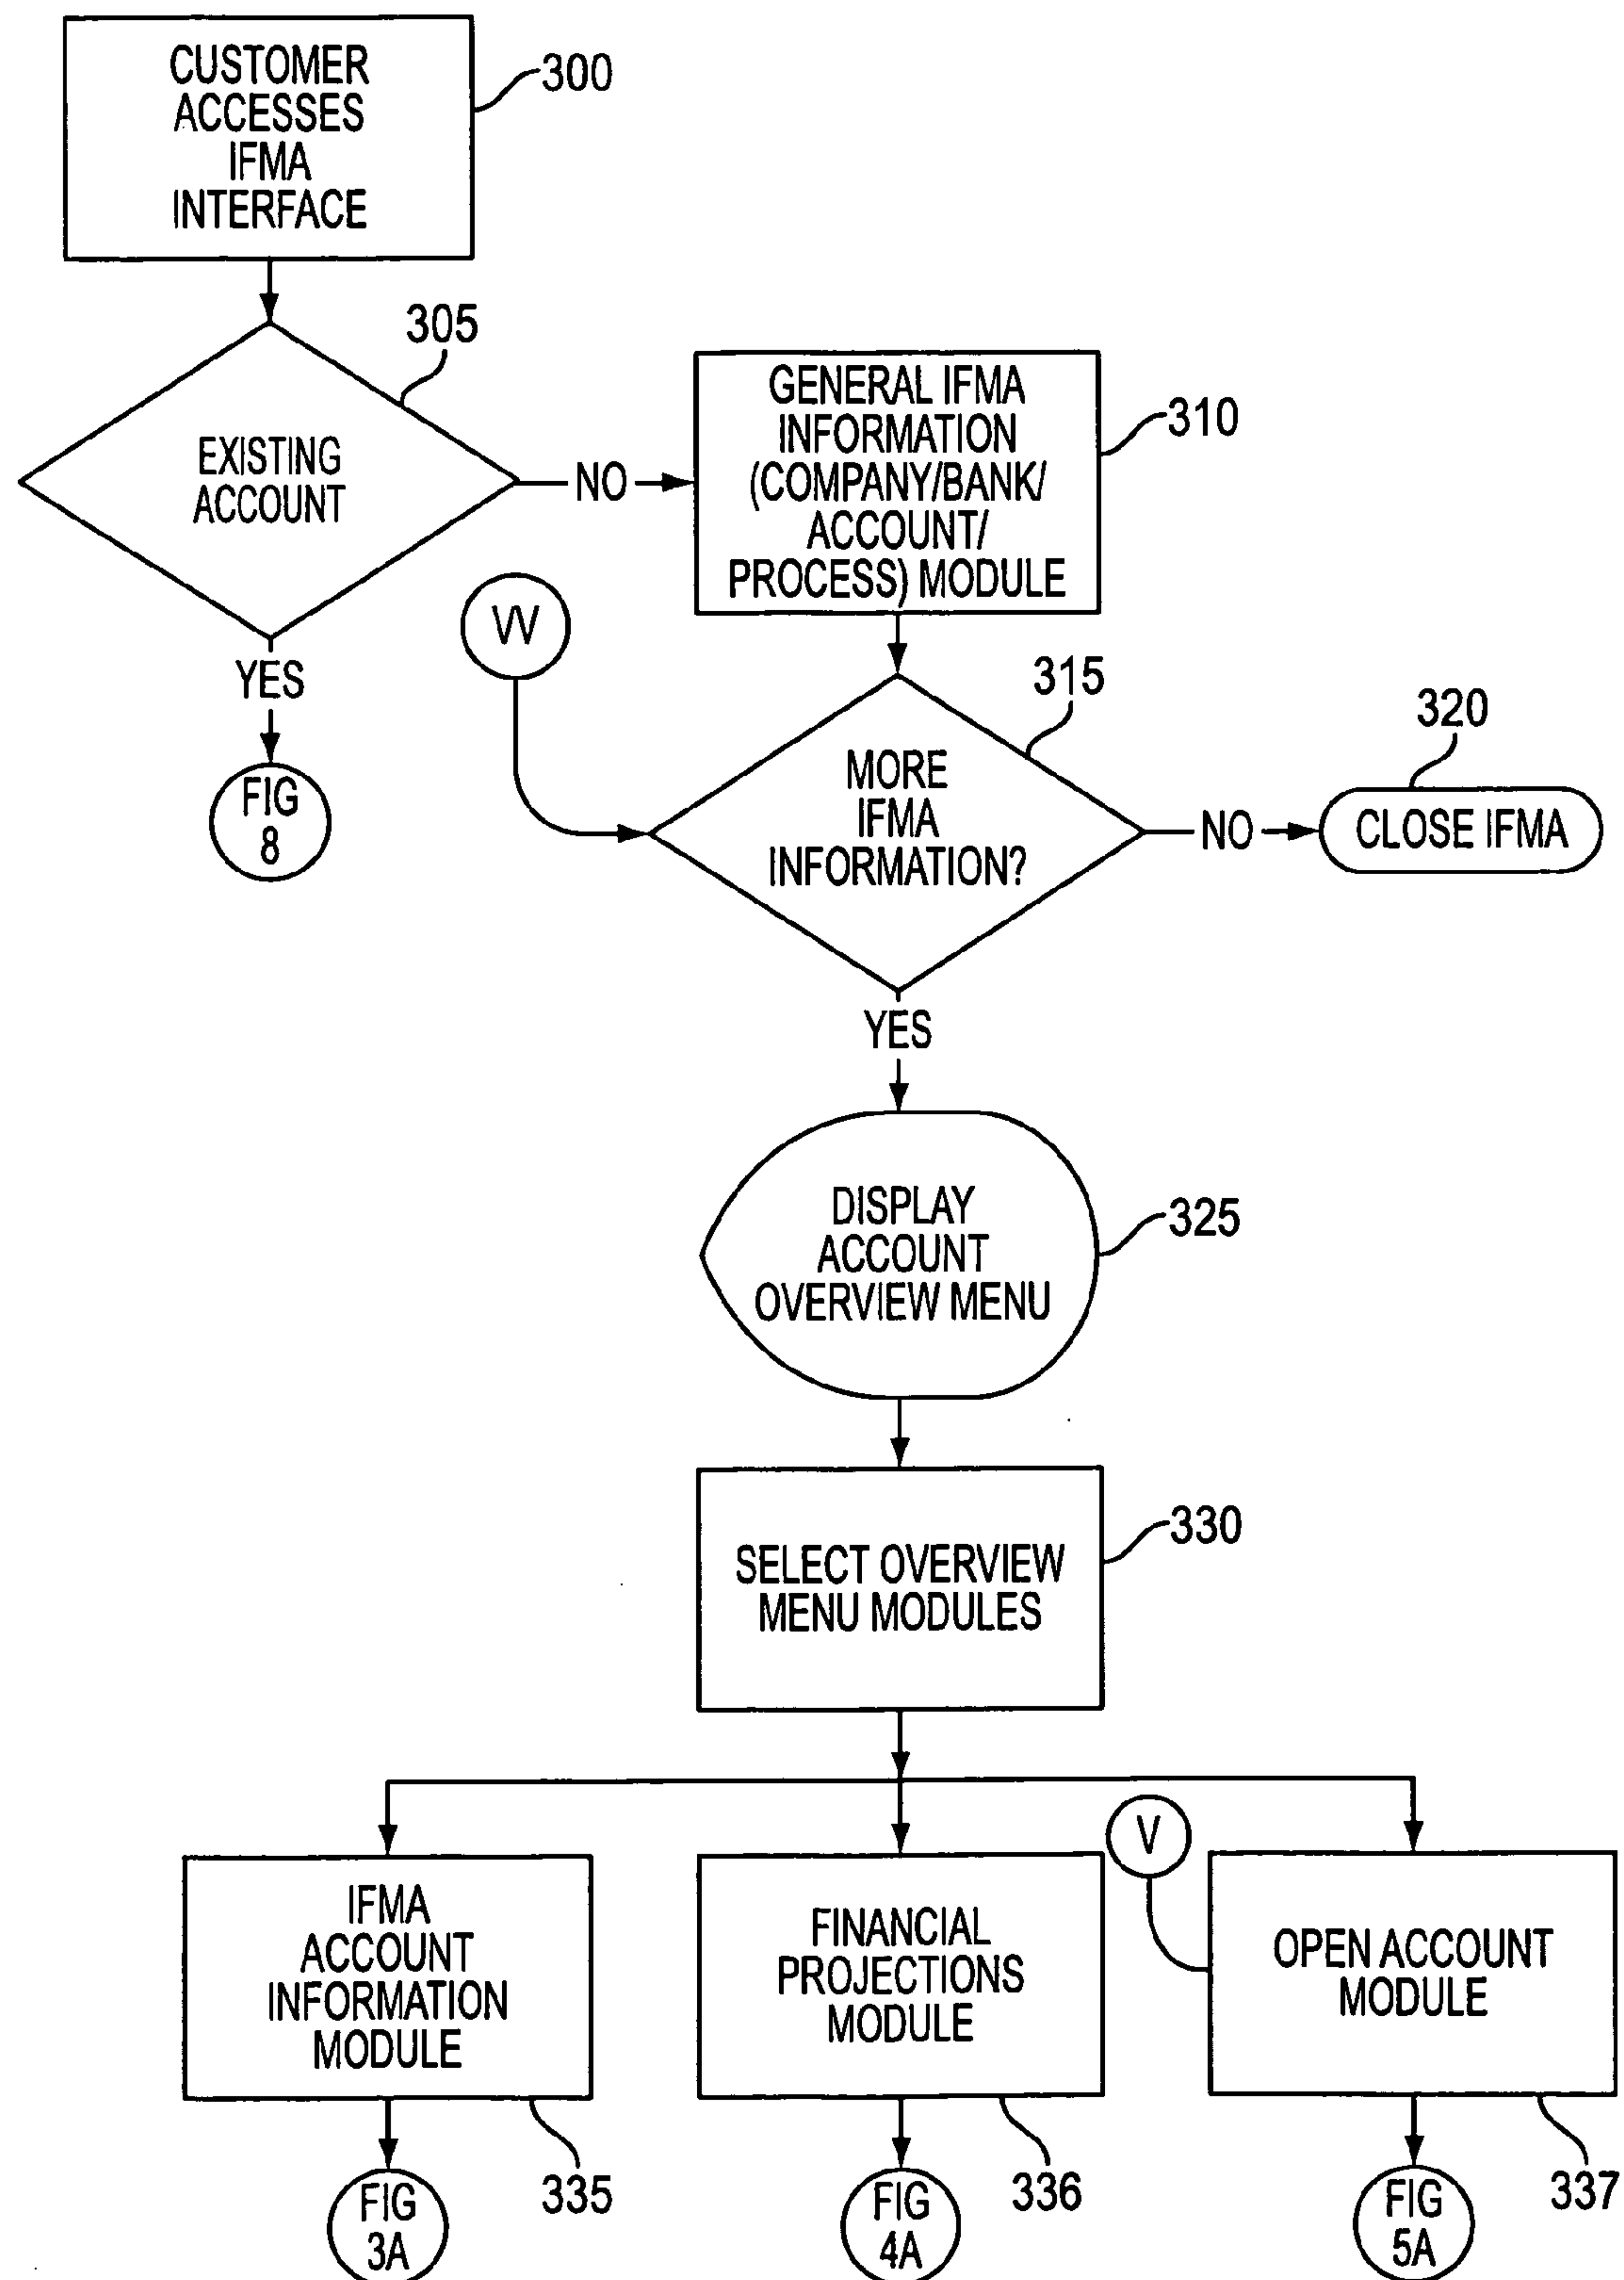 CUSTOMER
ACCESSES
IFMA
INTERFACE
300
305
EXISTING
ACCOUNT
NO
YES
FIG
8
GENERAL IFMA
INFORMATION
(COMPANY/BANK/
ACCOUNT/
PROCESS) MODULE
310
VV
315
MORE
IFMA
INFORMATION?
NO
320
CLOSE IFMA
YES
DISPLAY
ACCOUNT
OVERVIEW MENU
325
SELECT OVERVIEW
MENU MODULES
330
IFMA
ACCOUNT
INFORMATION
MODULE
335
FIG
3A
FINANCIAL
PROJECTIONS
MODULE
336
FIG
4A
V
OPEN ACCOUNT
MODULE
337
FIG
5A